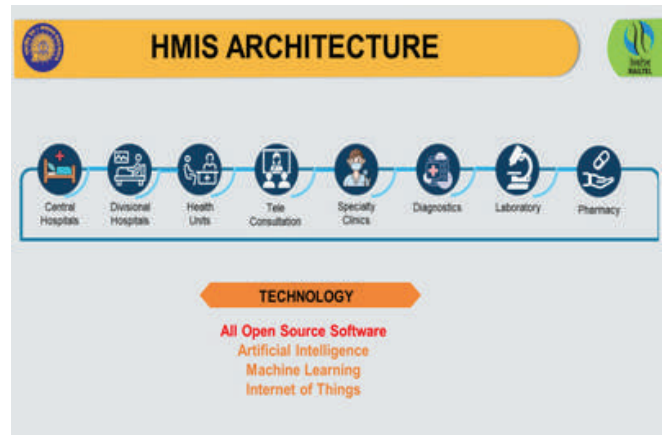 HMIS ARCHITECTURE
RAILTEL
Central
Hospitals
Divisional
Hospitals
Health
Units
Tele
Consultation
Specialty
Clinics
Diagnostics
Laboratory
Pharmacy
TECHNOLOGY
All Open Source Software
Artificial Intelligence
Machine Learning
Internet of Things